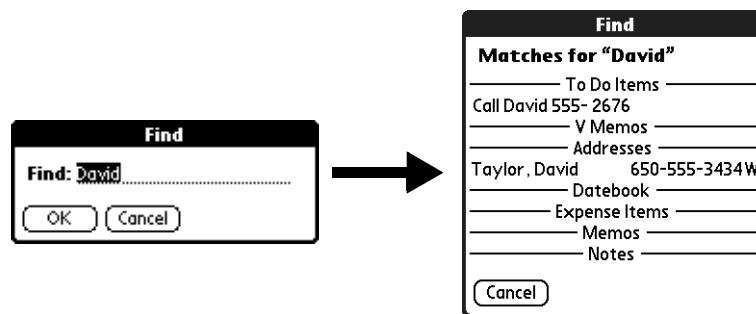 Find
Find: David
OK Cancel
Find
Matches for “David”
To Do Items
Call David 555- 2676
V Memos
Addresses
Taylor, David 650-555-3434W
Datebook
Expense Items
Memos
Notes
Cancel